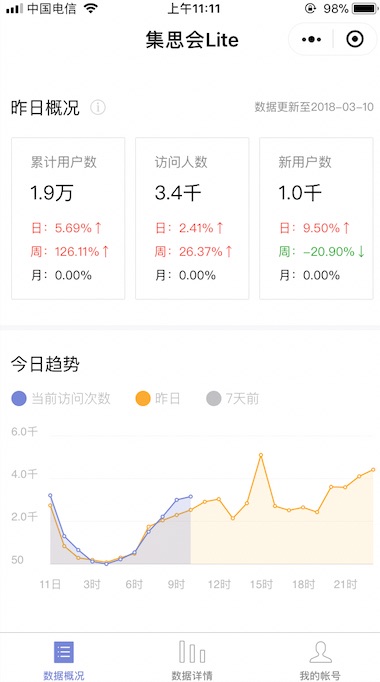 中国电信 上午11:11 98%
集思会Lite
昨日概况 数据更新至2018-03-10
累计用户数 访问人数 新用户数
1.9万 3.4千 1.0千
日: 5.69%↑ 日: 2.41%↑ 日: 9.50%↑
周: 126.11%↑ 周: 26.37%↑ 周: -20.90%↓
月: 0.00% 月: 0.00% 月: 0.00%
今日趋势
当前访问次数 昨日 7天前
6.0千
4.0千
2.0千
50
11日 3时 6时 9时 12时 15时 18时 21时
数据概况 数据详情 我的帐号